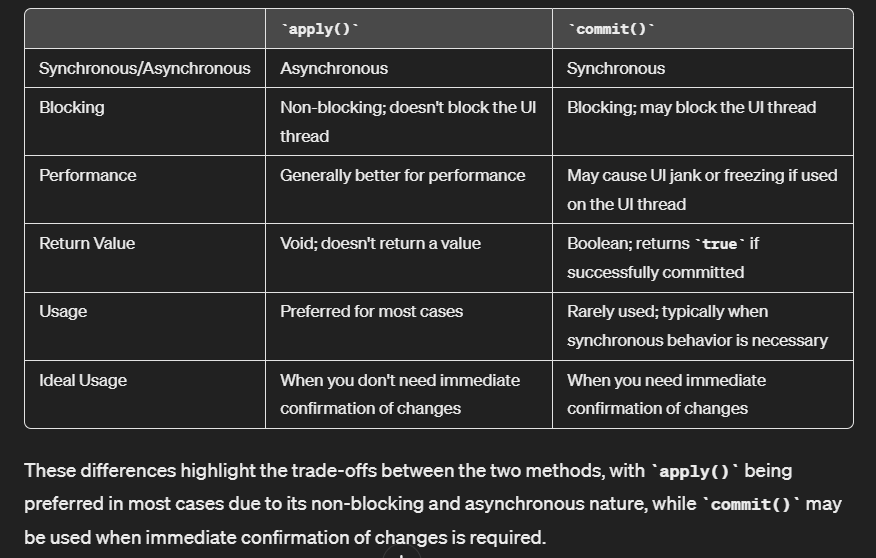 `apply()` `commit()`
Synchronous/Asynchronous Asynchronous Synchronous
Blocking Non-blocking; doesn't block the UI Blocking; may block the UI thread
thread
Performance Generally better for performance May cause UI jank or freezing if used
on the UI thread
Return Value Void; doesn't return a value Boolean; returns `true` if
successfully committed
Usage Preferred for most cases Rarely used; typically when
synchronous behavior is necessary
Ideal Usage When you don't need immediate When you need immediate
confirmation of changes confirmation of changes
These differences highlight the trade-offs between the two methods, with `apply()` being
preferred in most cases due to its non-blocking and asynchronous nature, while `commit()` may
be used when immediate confirmation of changes is required.